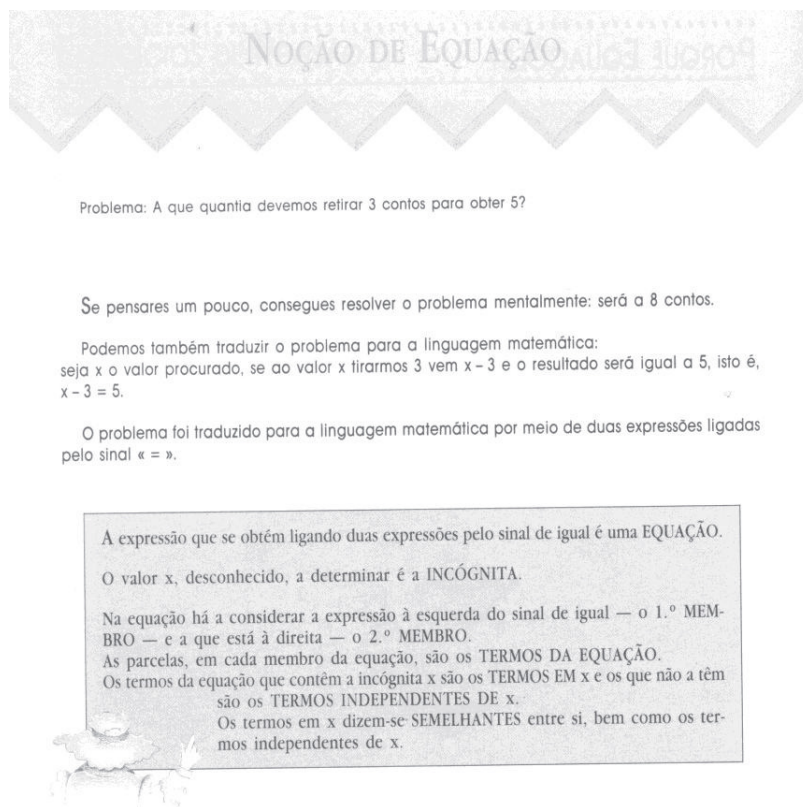 NOÇÃO DE EQUAÇÃO
Problema: A que quantia devemos retirar 3 contos para obter 5?
Se pensares um pouco, consegues resolver o problema mentalmente: será a 8 contos.
Podemos também traduzir o problema para a linguagem matemática:
seja x o valor procurado, se ao valor x tirarmos 3 vem x – 3 e o resultado será igual a 5, isto é,
x – 3 = 5.
O problema foi traduzido para a linguagem matemática por meio de duas expressões ligadas
pelo sinal « = ».
A expressão que se obtém ligando duas expressões pelo sinal de igual é uma EQUAÇÃO.
O valor x, desconhecido, a determinar é a INCÓGNITA.
Na equação há a considerar a expressão à esquerda do sinal de igual — o 1.º MEM-
BRO — e a que está à direita — o 2.º MEMBRO.
As parcelas, em cada membro da equação, são os TERMOS DA EQUAÇÃO.
Os termos da equação que contêm a incógnita x são os TERMOS EM x e os que não a têm
são os TERMOS INDEPENDENTES DE x.
Os termos em x dizem-se SEMELHANTES entre si, bem como os ter-
mos independentes de x.